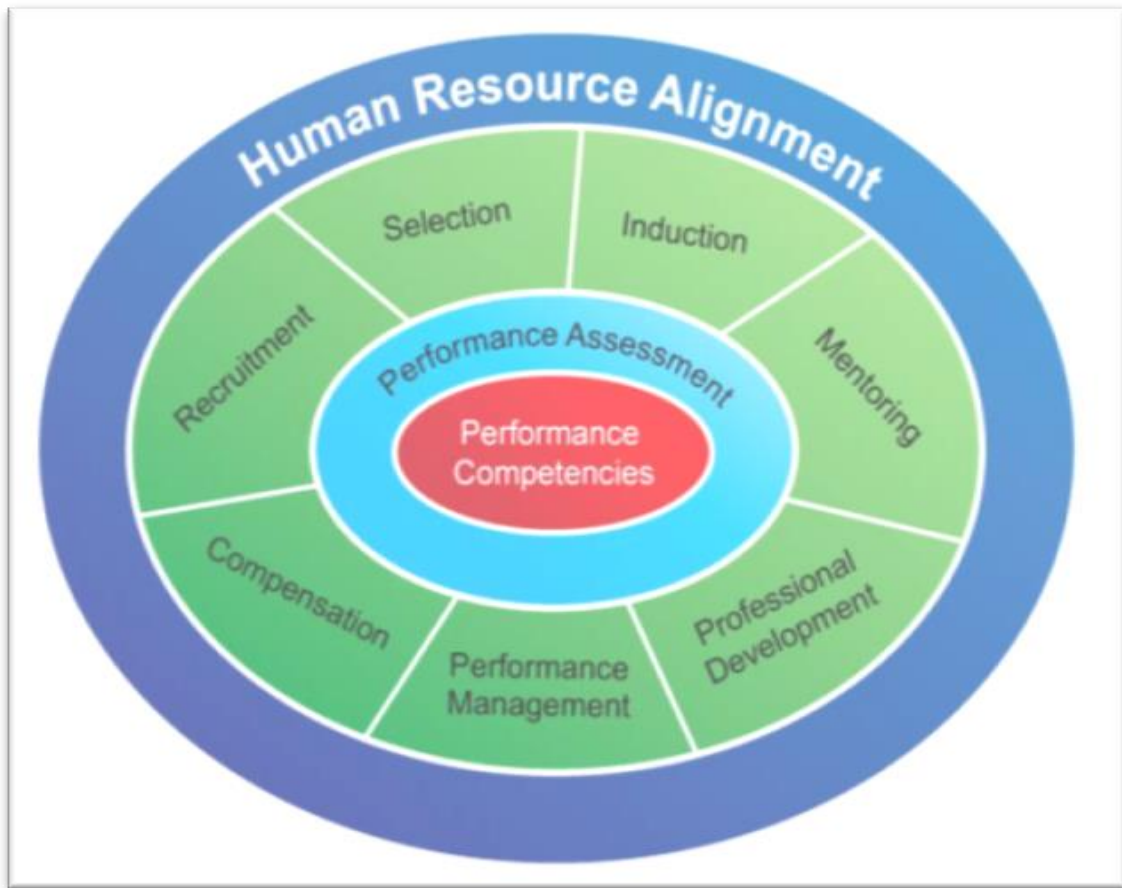 Human Resource Alignment
Selection
Induction
Recruitment
Mentoring
Performance Assessment
Performance
Competencies
Compensation
Professional
Development
Performance
Management